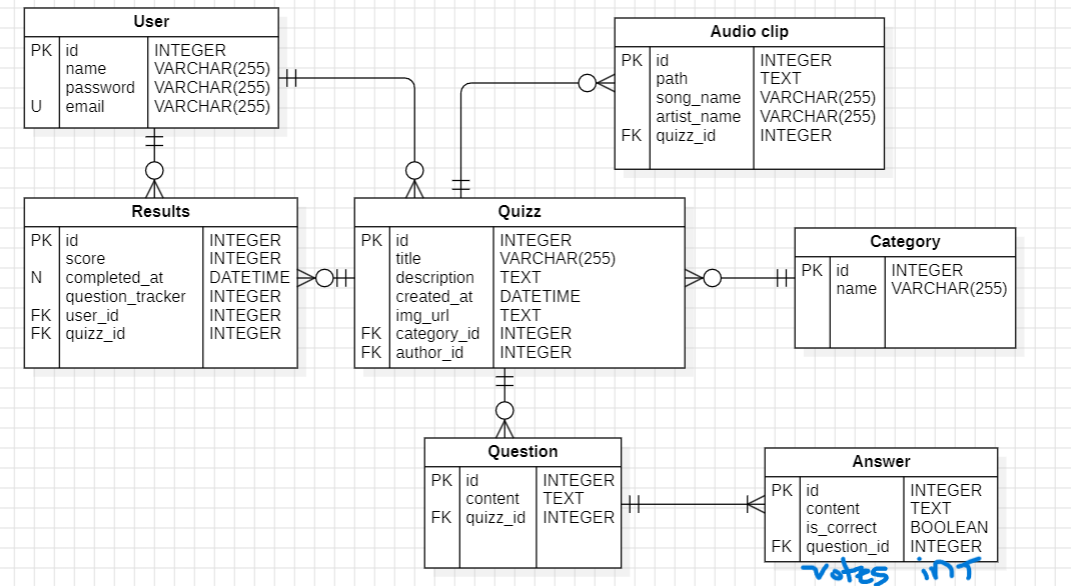 User
PK id INTEGER
name VARCHAR(255)
password VARCHAR(255)
U email VARCHAR(255)
Audio clip
PK id INTEGER
path TEXT
song_name VARCHAR(255)
artist_name VARCHAR(255)
FK quizz_id INTEGER
Results
PK id INTEGER
score INTEGER
N completed_at DATETIME
question_tracker INTEGER
FK user_id INTEGER
FK quizz_id INTEGER
Quizz
PK id INTEGER
title VARCHAR(255)
description TEXT
created_at DATETIME
img_url TEXT
FK category_id INTEGER
FK author_id INTEGER
Category
PK id INTEGER
name VARCHAR(255)
Question
PK id INTEGER
content TEXT
FK quizz_id INTEGER
Answer
PK id INTEGER
content TEXT
is_correct BOOLEAN
FK question_id INTEGER
votes inT